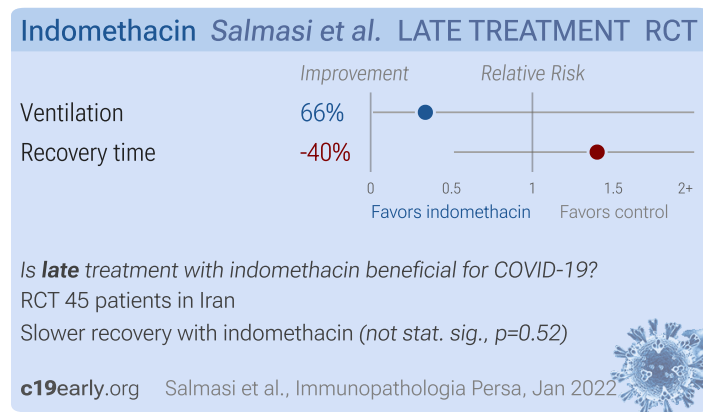 Indomethacin Salmasi et al. LATE TREATMENT RCT
Improvement Relative Risk
Ventilation 66%
Recovery time -40%
0 0.5 1 1.5 2+
Favors indomethacin Favors control
Is late treatment with indomethacin beneficial for COVID-19?
RCT 45 patients in Iran
Slower recovery with indomethacin (not stat. sig., p=0.52)
c19early.org Salmasi et al., Immunopathologia Persa, Jan 2022